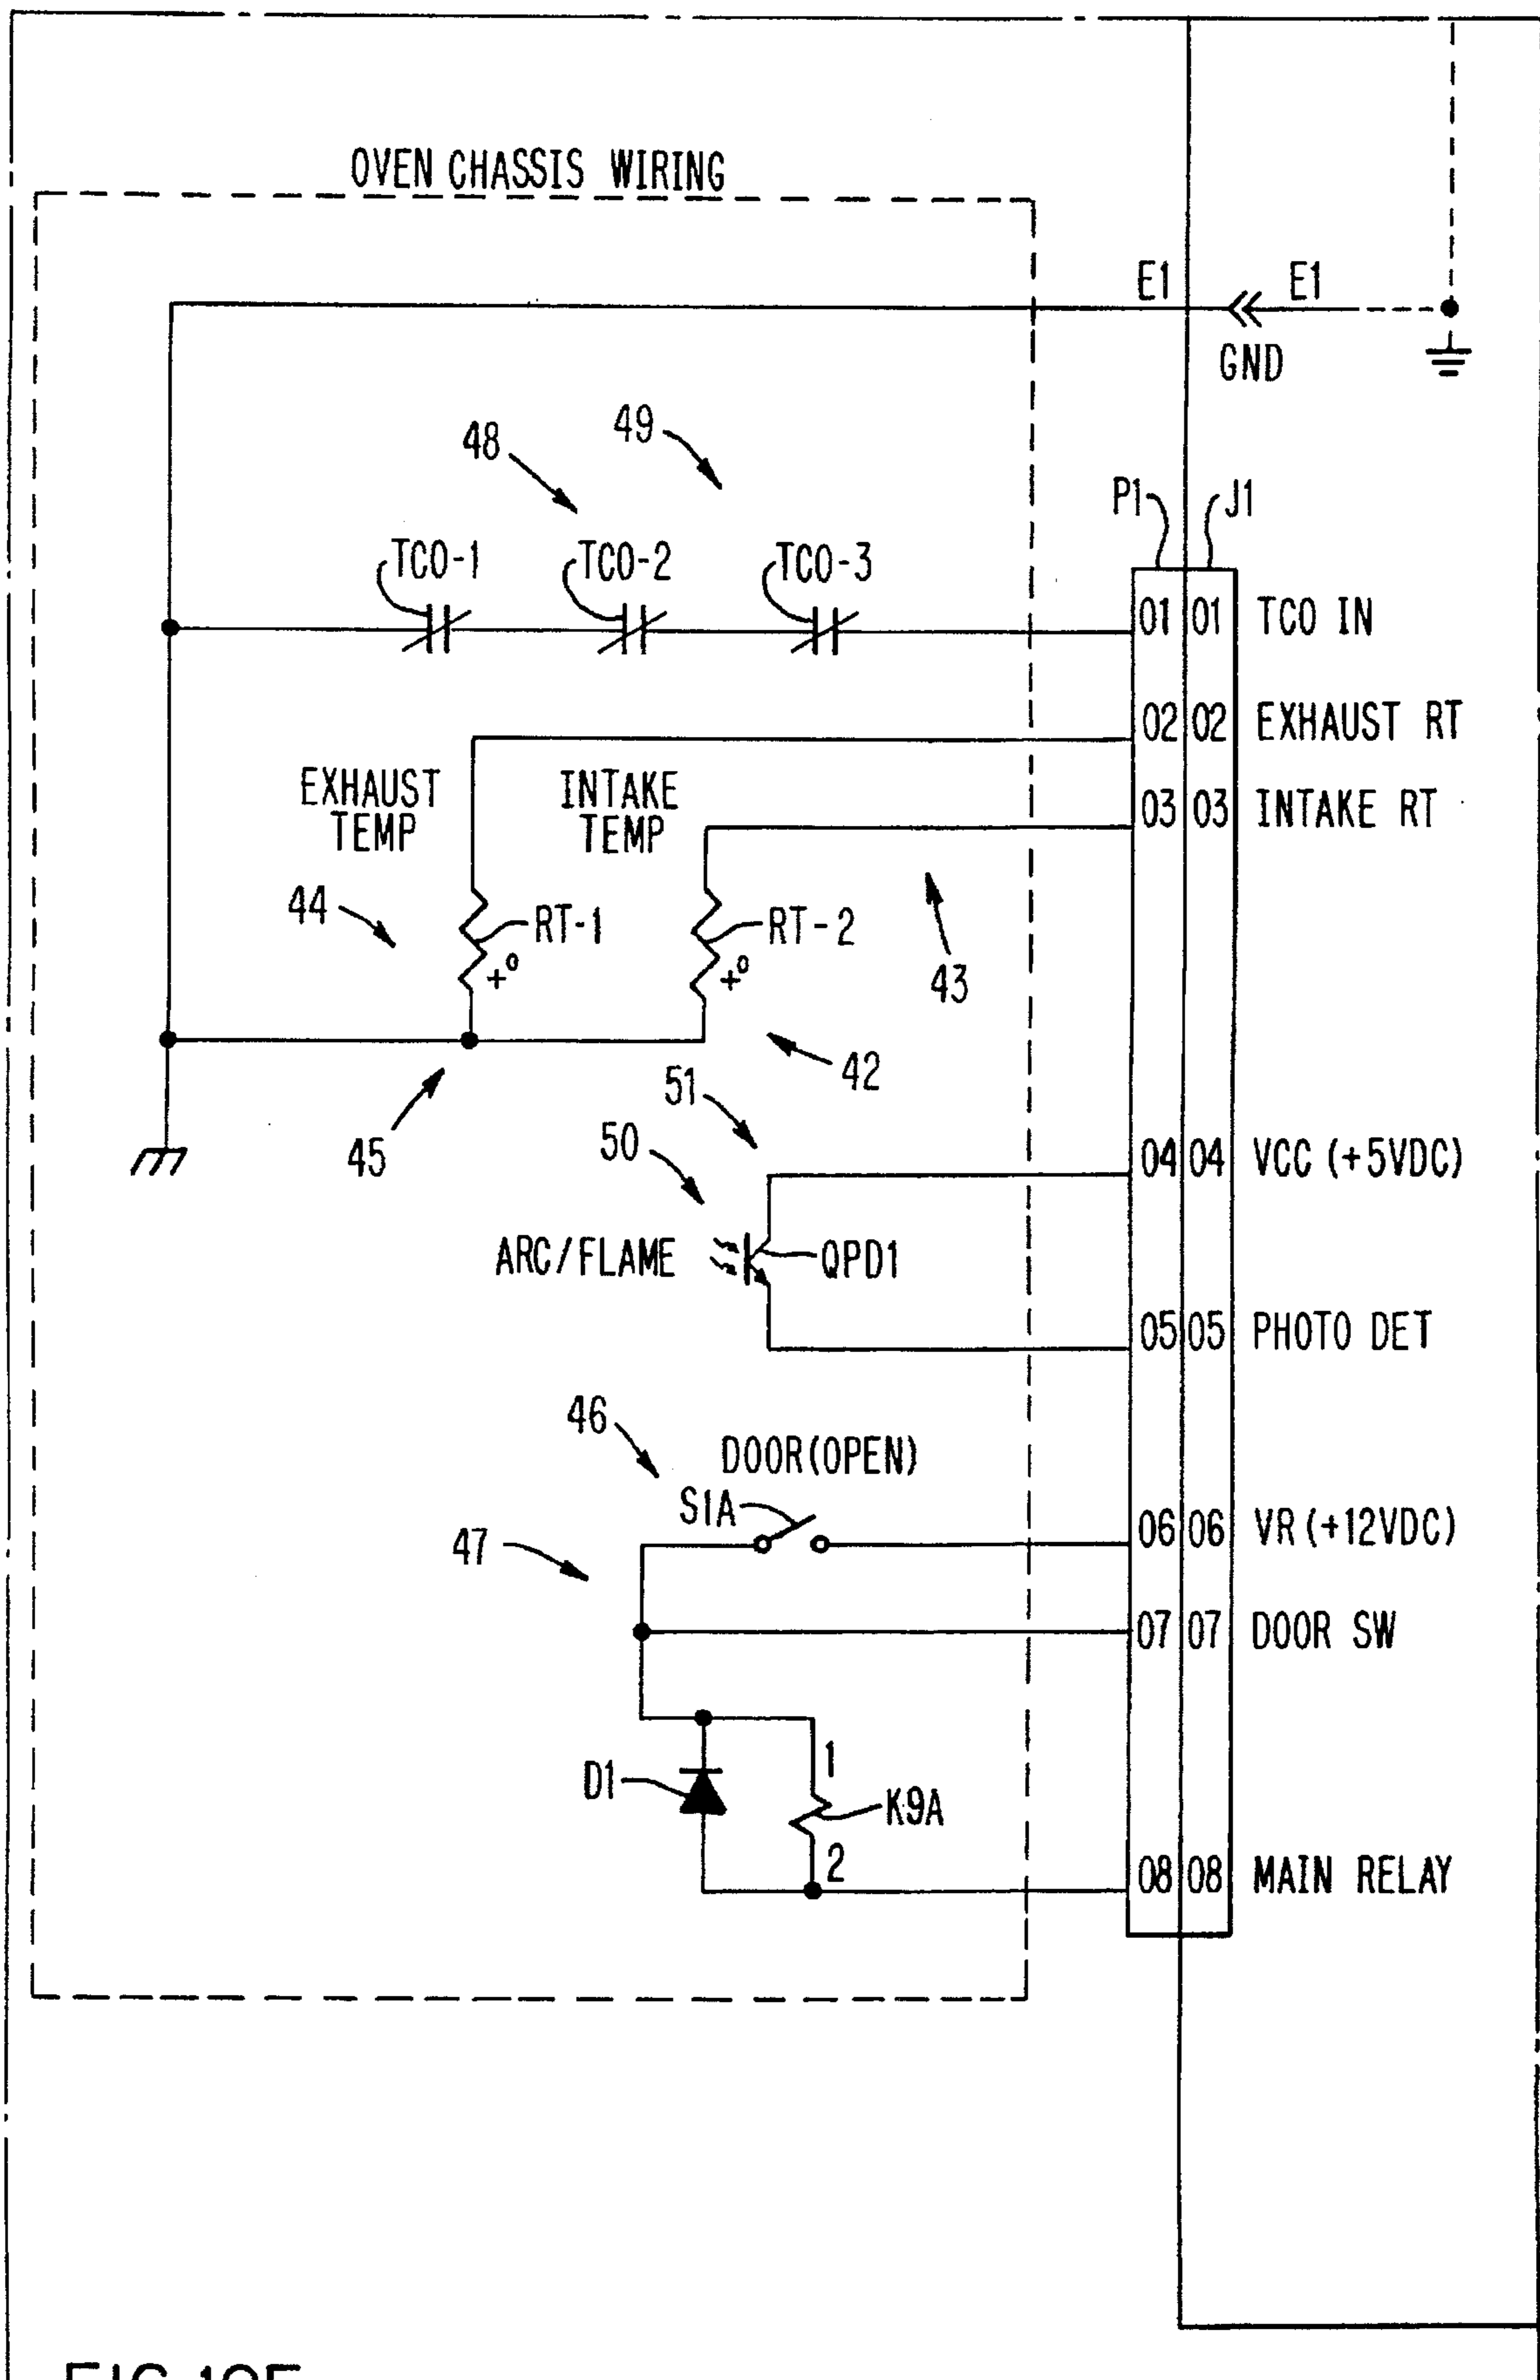 OVEN CHASSIS WIRING
E1
E1
GND
48
49
P1
J1
TCO-1
TCO-2
TCO-3
01 01 TCO IN
02 02 EXHAUST RT
EXHAUST TEMP
INTAKE TEMP
03 03 INTAKE RT
44
RT-1
+°
RT-2
+°
43
42
45
51
50
04 04 VCC (+5VDC)
ARC/FLAME
QPD1
05 05 PHOTO DET
46
DOOR(OPEN)
S1A
47
06 06 VR (+12VDC)
07 07 DOOR SW
D1
1
K9A
2
08 08 MAIN RELAY